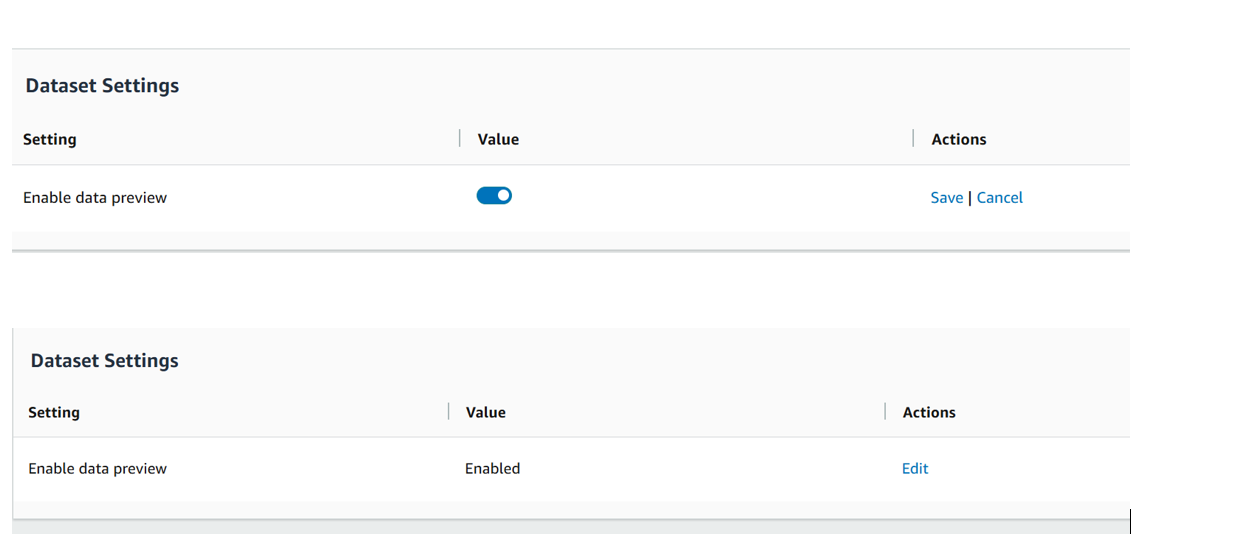 Dataset Settings
Setting Value Actions
Enable data preview Save | Cancel
Dataset Settings
Setting Value Actions
Enable data preview Enabled Edit